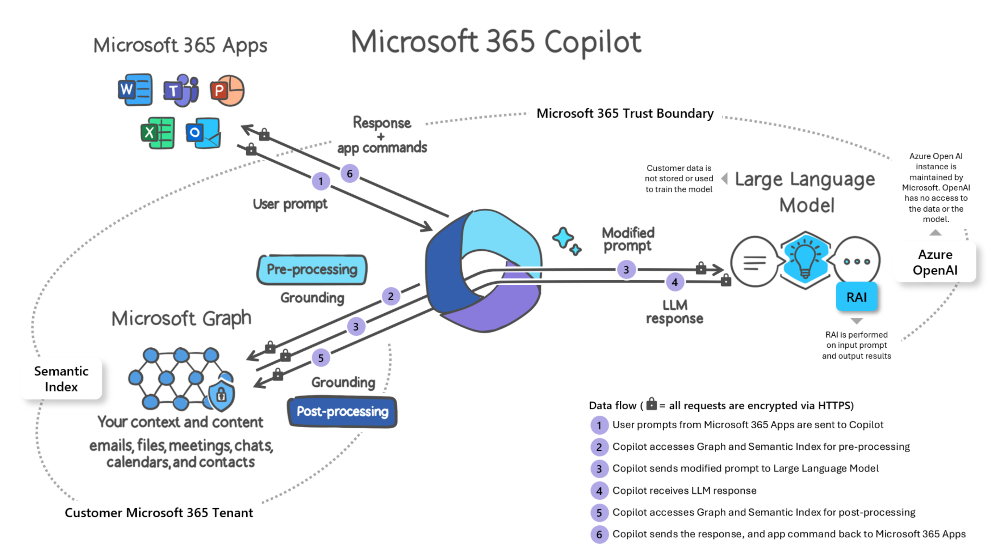 Microsoft 365 Copilot
Microsoft 365 Apps
W
T
P
X
O
Response
+
app commands
Microsoft 365 Trust Boundary
6
1
User prompt
Customer data is
not stored or used
to train the model
Large Language
Model
Azure Open AI
instance is
maintained by
Microsoft. OpenAI
has no access to
the data or the
model.
Azure
OpenAI
Modified
prompt
3
4
LLM
response
RAI
RAI is performed
on input prompt
and output results
Pre-processing
Grounding
2
3
5
Microsoft Graph
Semantic
Index
Grounding
Post-processing
Your context and content
emails, files, meetings, chats,
calendars, and contacts
Customer Microsoft 365 Tenant
Data flow ( = all requests are encrypted via HTTPS)
1 User prompts from Microsoft 365 Apps are sent to Copilot
2 Copilot accesses Graph and Semantic Index for pre-processing
3 Copilot sends modified prompt to Large Language Model
4 Copilot receives LLM response
5 Copilot accesses Graph and Semantic Index for post-processing
6 Copilot sends the response, and app command back to Microsoft 365 Apps